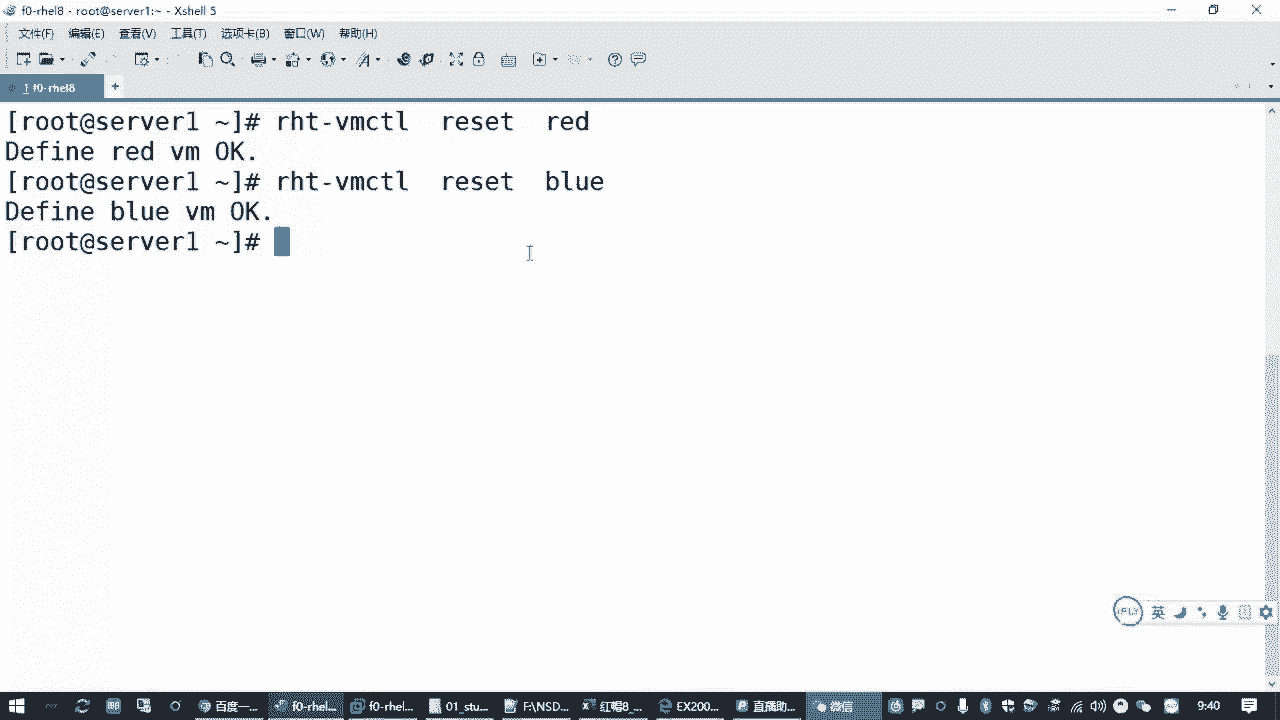 f0-rhel8 - root@server1:~ - Xshell 5
文件(F) 编辑(E) 查看(V) 工具(T) 选项卡(B) 窗口(W) 帮助(H)
1 f0-rhel8
[root@server1 ~]# rht-vmctl reset red
Define red vm OK.
[root@server1 ~]# rht-vmctl reset blue
Define blue vm OK.
[root@server1 ~]#
iFLY 英
百度一... f0-rhel... f0-rhel... 01_stu... F:\NSD... 红帽8_... EX200... 直播助... 微信 9:40